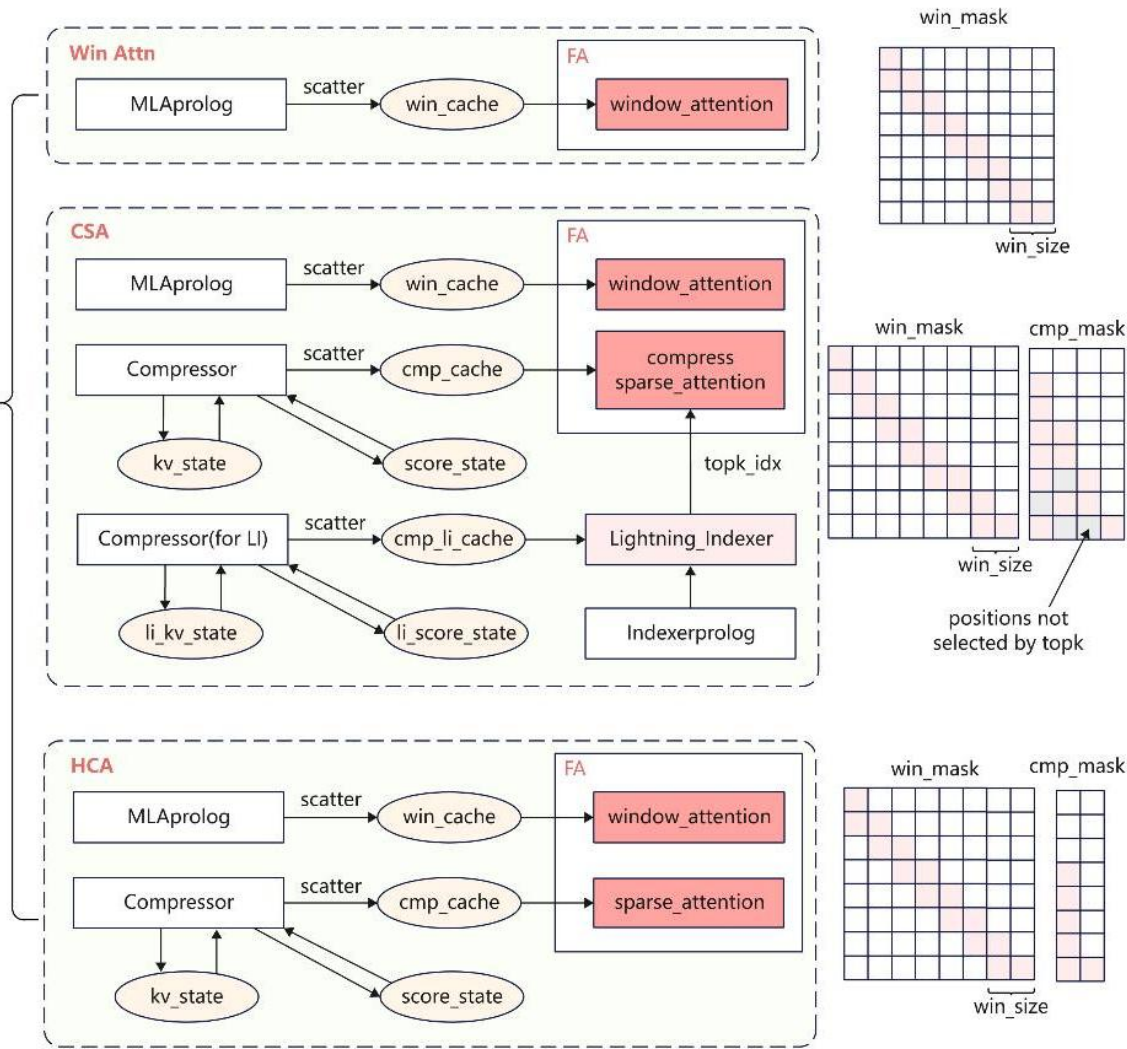 Win Attn
FA
MLAprolog
scatter
win_cache
window_attention
win_mask
win_size
CSA
FA
MLAprolog
scatter
win_cache
window_attention
Compressor
scatter
cmp_cache
compress
sparse_attention
kv_state
score_state
topk_idx
Compressor(for LI)
scatter
cmp_li_cache
Lightning_Indexer
li_kv_state
li_score_state
Indexerprolog
win_mask
cmp_mask
win_size
positions not
selected by topk
HCA
FA
MLAprolog
scatter
win_cache
window_attention
Compressor
scatter
cmp_cache
sparse_attention
kv_state
score_state
win_mask
cmp_mask
win_size